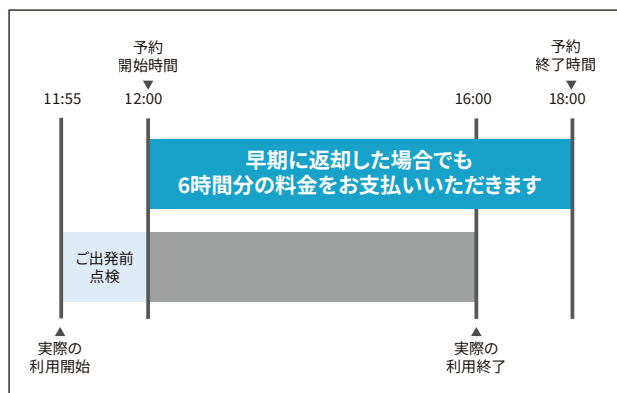 予約
開始時間
▼
予約
終了時間
▼
11:55
12:00
16:00
18:00
早期に返却した場合でも
6時間分の料金をお支払いいただきます
ご出発前
点検
▲
実際の
利用開始
▲
実際の
利用終了